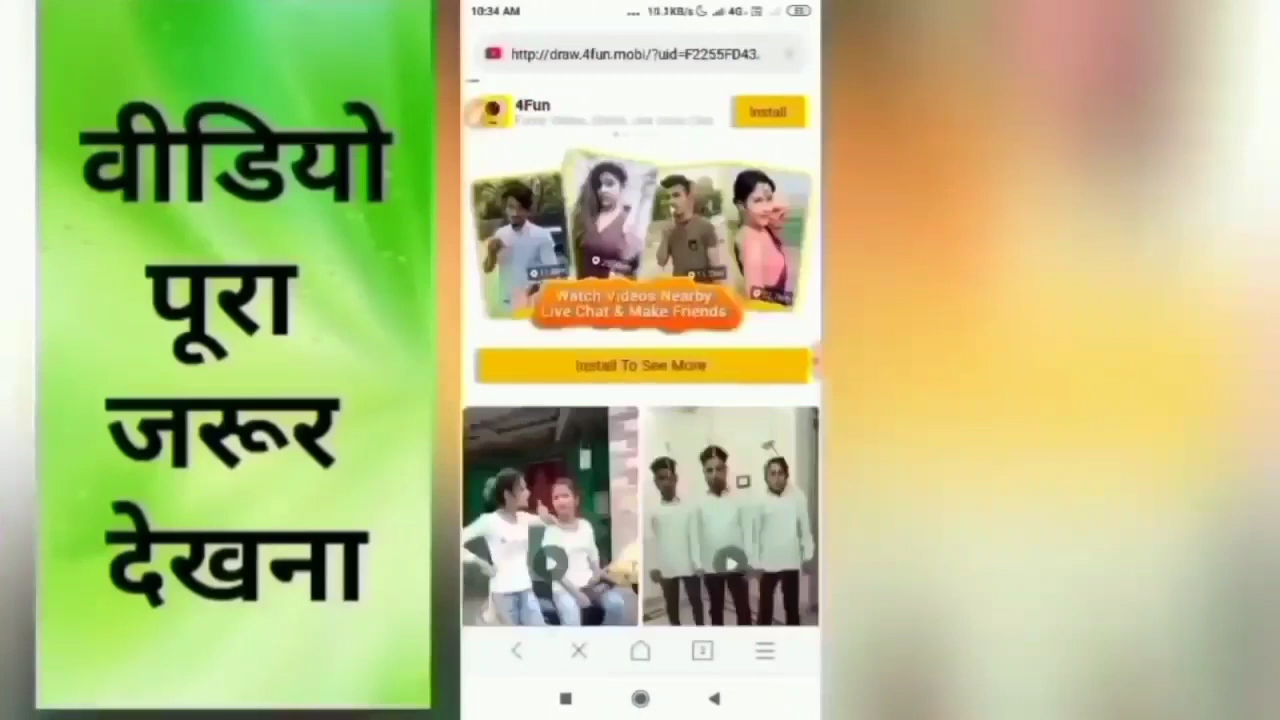 वीडियो
पूरा
जरूर
देखना
10:34 AM
4G
http://draw.4fun.mobi/?uid=F2255FD43.
4Fun
Install
Watch Videos Nearby
Live Chat & Make Friends
Install To See More
2